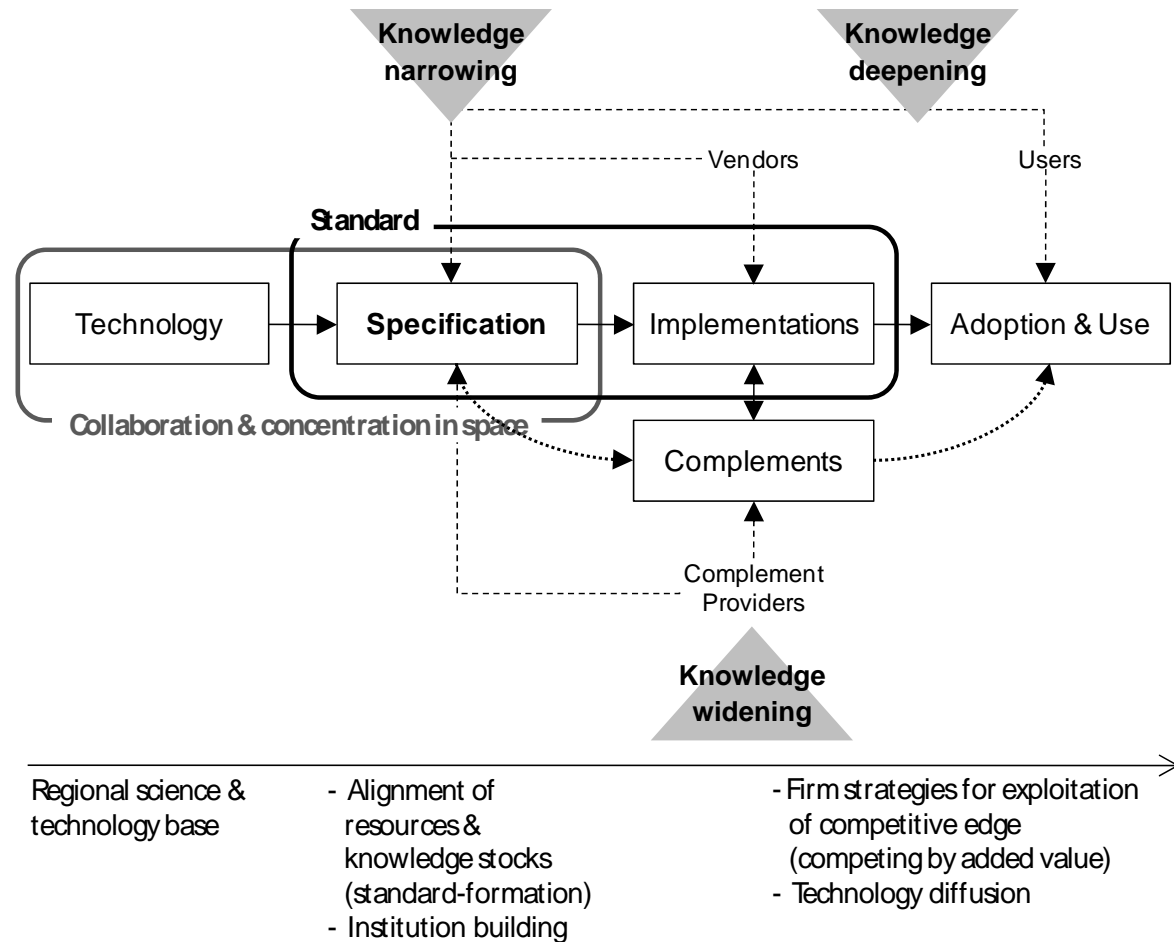 Knowledge
narrowing
Knowledge
deepening
Vendors
Users
Standard
Technology
Specification
Implementations
Adoption & Use
Collaboration & concentration in space
Complements
Complement
Providers
Knowledge
widening
Regional science &
technology base
- Alignment of
resources &
knowledge stocks
(standard-formation)
- Institution building
- Firm strategies for exploitation
of competitive edge
(competing by added value)
- Technology diffusion